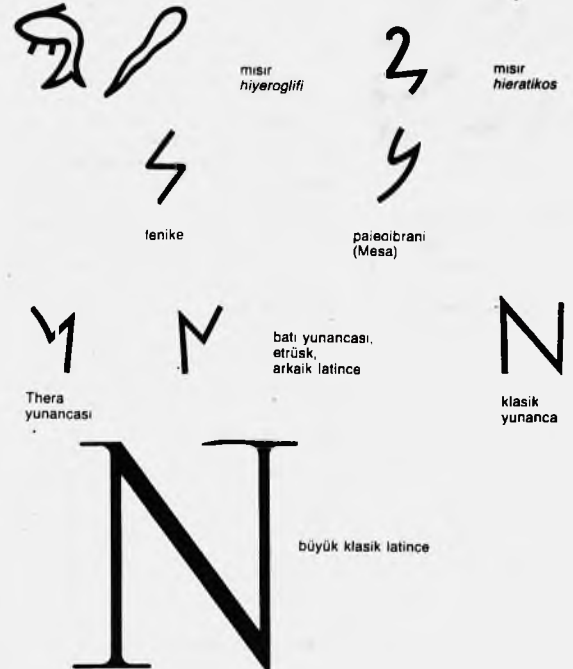 mısır
hiyeroglifi
mısır
hieratikos
fenike
paleoibrani
(Mesa)
batı yunancası,
etrüsk,
arkaik latince
Thera
yunancası
klasik
yunanca
N
N
büyük klasik latince